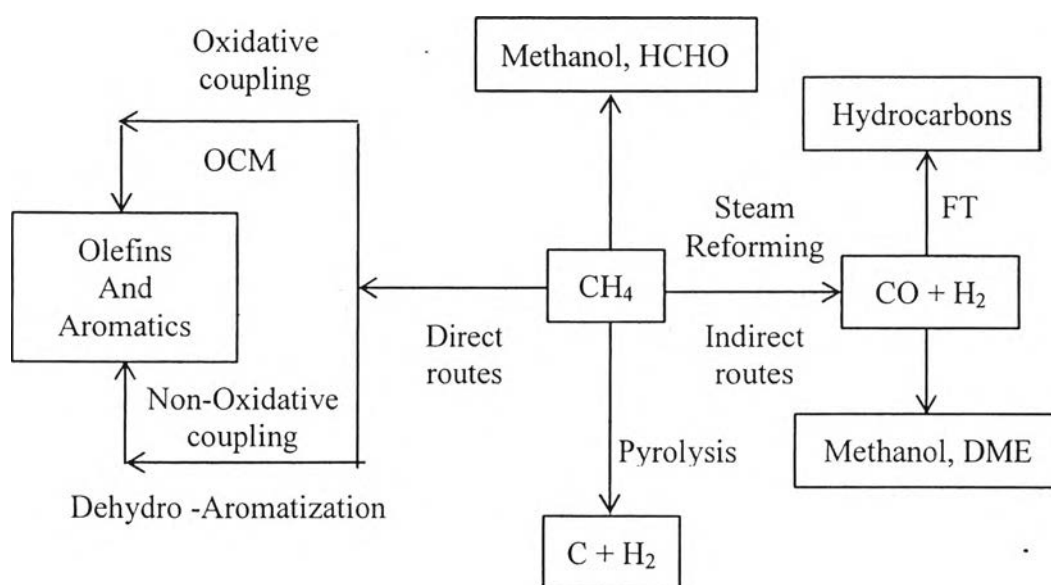 Oxidative
coupling
OCM
Olefins
And
Aromatics
Non-Oxidative
coupling
Dehydro -Aromatization
Direct
routes
Methanol, HCHO
CH₄
Pyrolysis
C + H₂
Steam
Reforming
Indirect
routes
Hydrocarbons
FT
CO + H₂
Methanol, DME